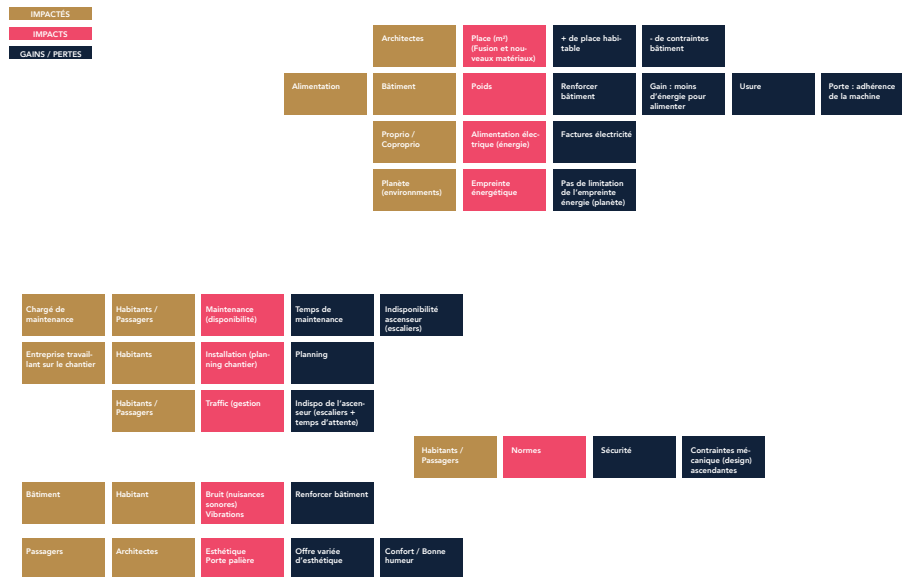 IMPACTÉS
IMPACTS
GAINS / PERTES
Architectes
Place (m²)
(Fusion et nou-
veaux matériaux)
+ de place habi-
table
- de contraintes
bâtiment
Alimentation
Bâtiment
Poids
Renforcer
bâtiment
Gain : moins
d'énergie pour
alimenter
Usure
Porte : adhérence
de la machine
Proprio /
Coproprio
Alimentation élec-
trique (énergie)
Factures électricité
Planète
(environnments)
Empreinte
énergétique
Pas de limitation
de l'empreinte
énergie (planète)
Chargé de
maintenance
Habitants /
Passagers
Maintenance
(disponibilité)
Temps de
maintenance
Indisponibilité
ascenseur
(escaliers)
Entreprise travail-
lant sur le chantier
Habitants
Installation (plan-
ning chantier)
Planning
Habitants /
Passagers
Traffic (gestion
Indispo de l'ascen-
seur (escaliers +
temps d'attente)
Habitants /
Passagers
Normes
Sécurité
Contraintes mé-
canique (design)
ascendantes
Bâtiment
Habitant
Bruit (nuisances
sonores)
Vibrations
Renforcer bâtiment
Passagers
Architectes
Esthétique
Porte palière
Offre variée
d'esthétique
Confort / Bonne
humeur